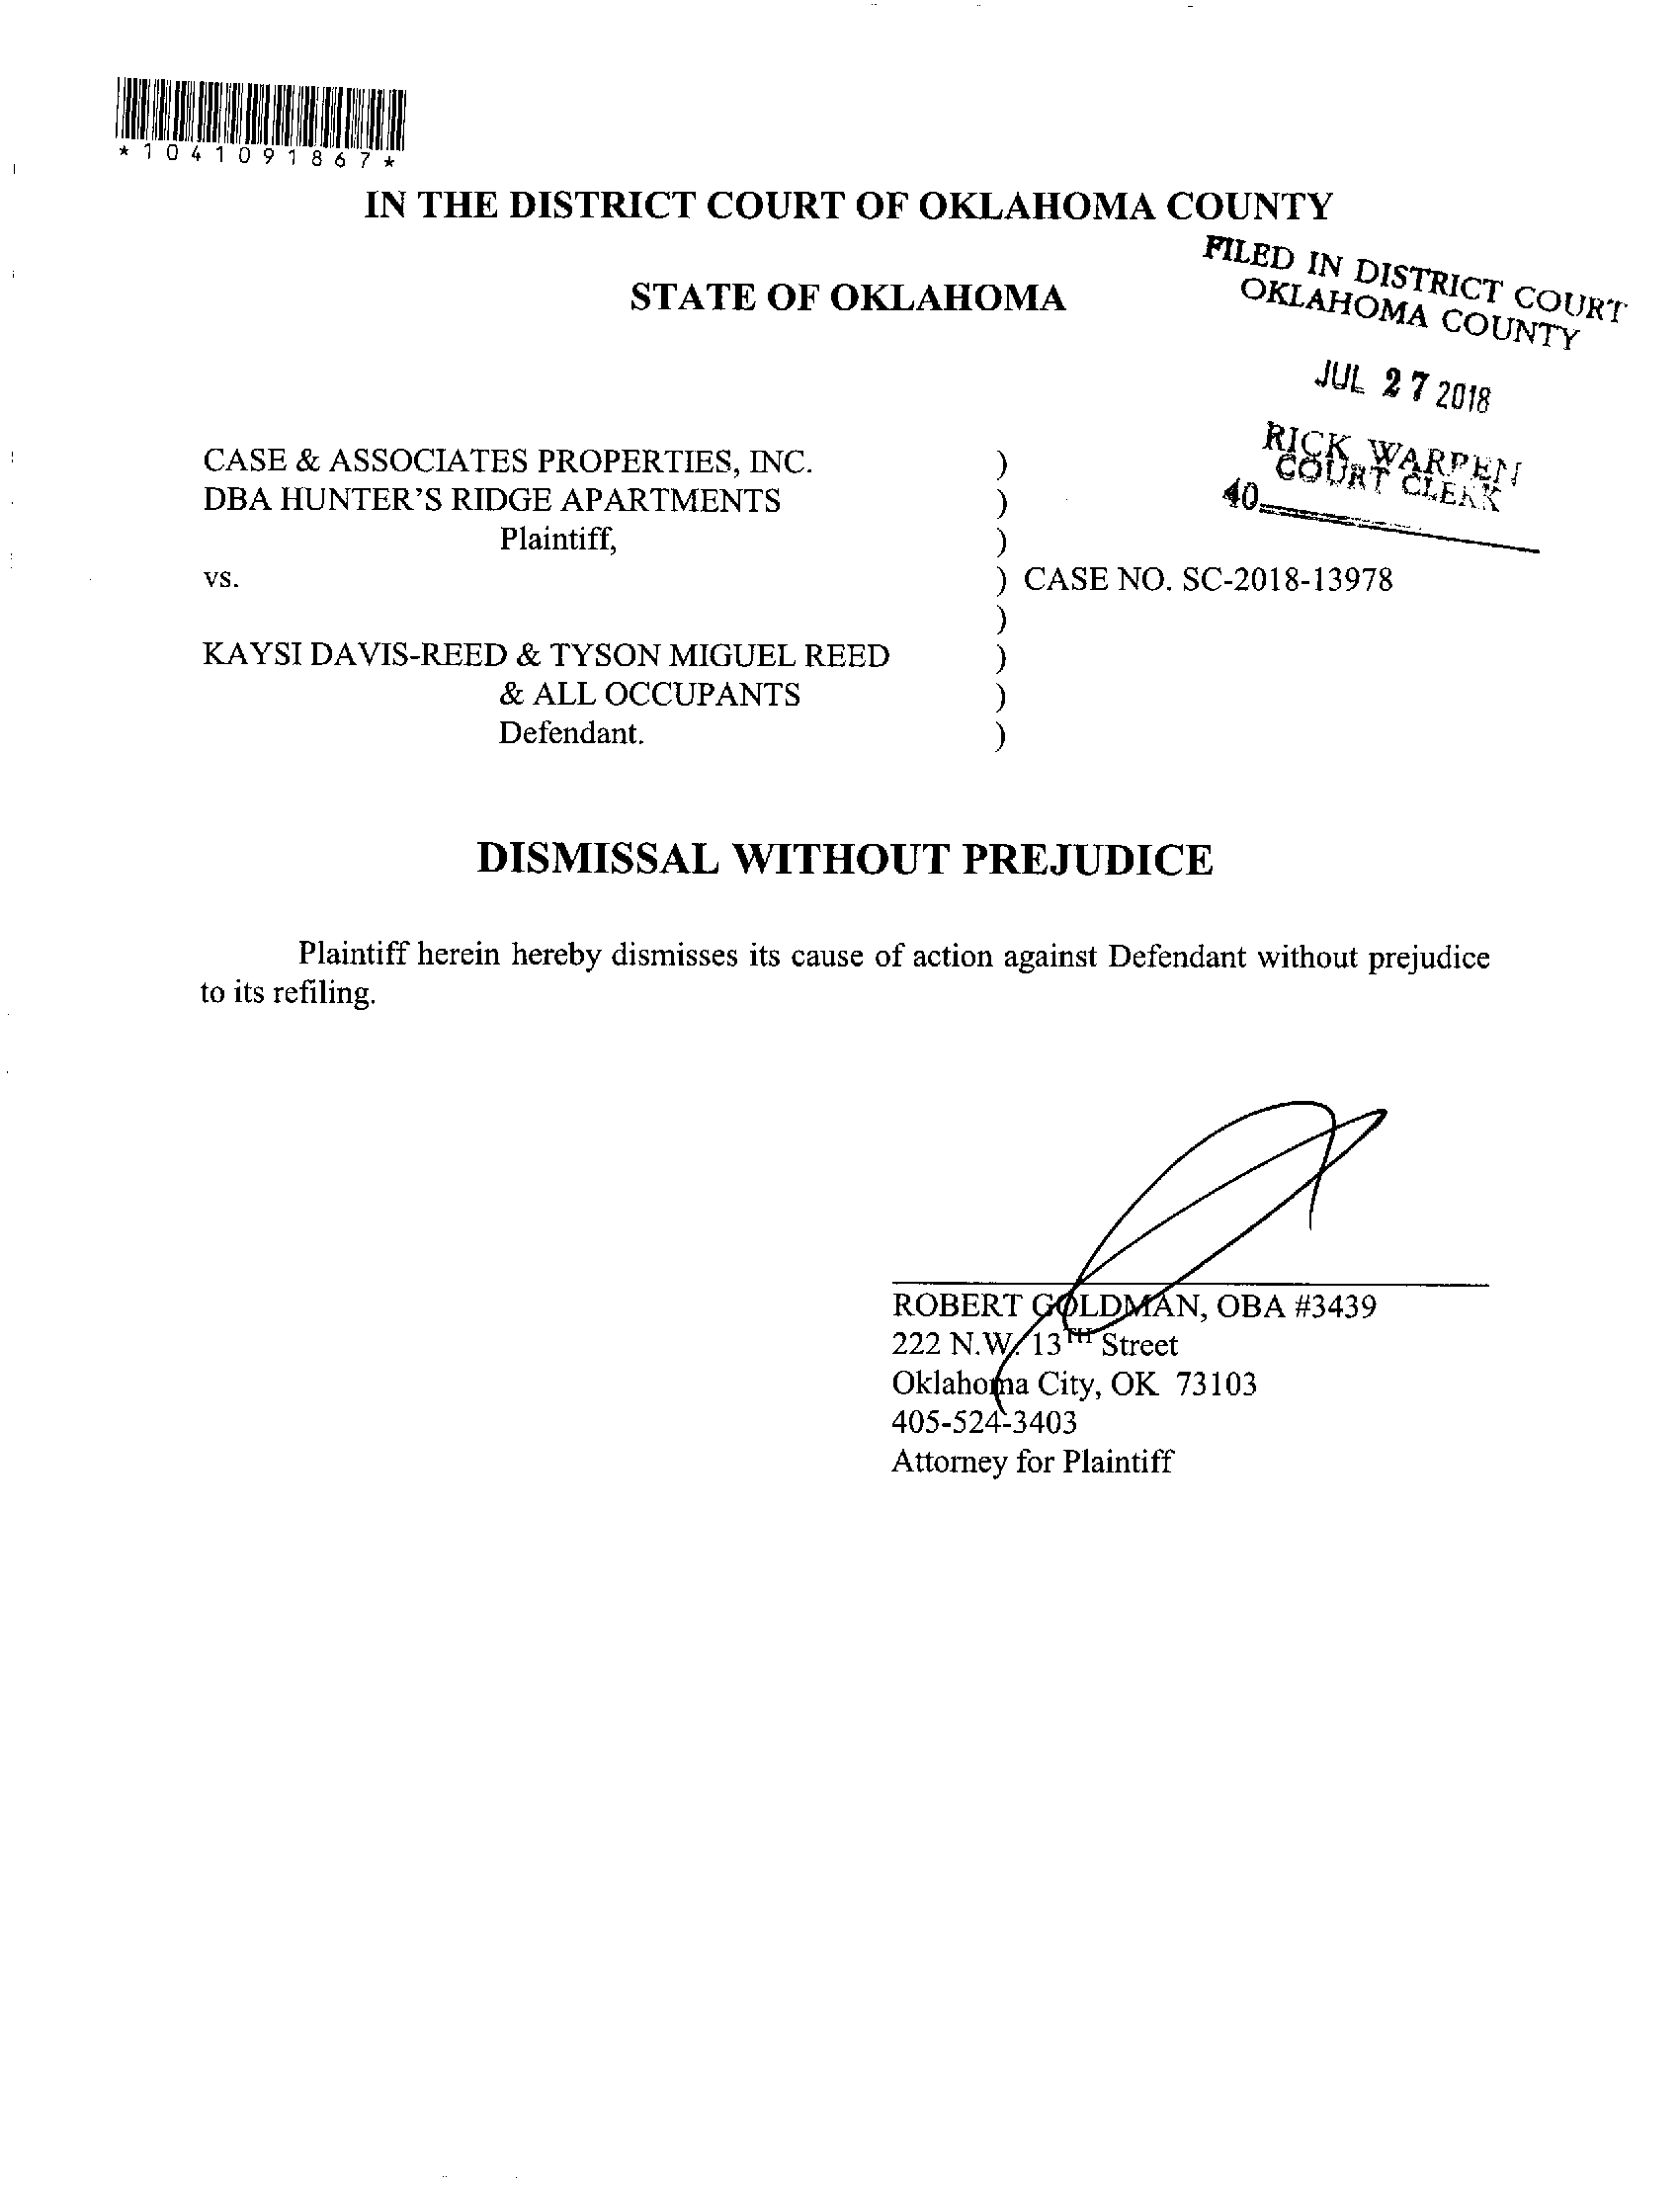 *1041091867*
IN THE DISTRICT COURT OF OKLAHOMA COUNTY
STATE OF OKLAHOMA
FILED IN DISTRICT COURT
OKLAHOMA COUNTY
JUL 27 2018
RICK WARREN
COURT CLERK
40
CASE & ASSOCIATES PROPERTIES, INC. )
DBA HUNTER'S RIDGE APARTMENTS )
Plaintiff, )
vs. ) CASE NO. SC-2018-13978
)
KAYSI DAVIS-REED & TYSON MIGUEL REED )
& ALL OCCUPANTS )
Defendant. )
DISMISSAL WITHOUT PREJUDICE
Plaintiff herein hereby dismisses its cause of action against Defendant without prejudice
to its refiling.
ROBERT GOLDMAN, OBA #3439
222 N.W. 13TH Street
Oklahoma City, OK 73103
405-524-3403
Attorney for Plaintiff